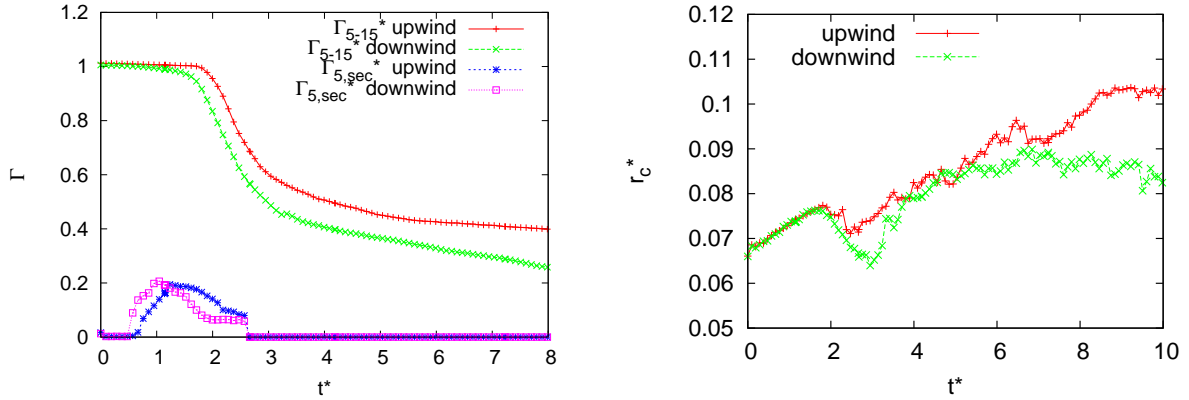 1.2
1
0.8
0.6
0.4
0.2
0
Γ
0 1 2 3 4 5 6 7 8
t*
Γ5-15* upwind
Γ5-15* downwind
Γ5,sec* upwind
Γ5,sec* downwind
0.12
0.11
0.1
0.09
0.08
0.07
0.06
0.05
rc*
0 2 4 6 8 10
t*
upwind
downwind